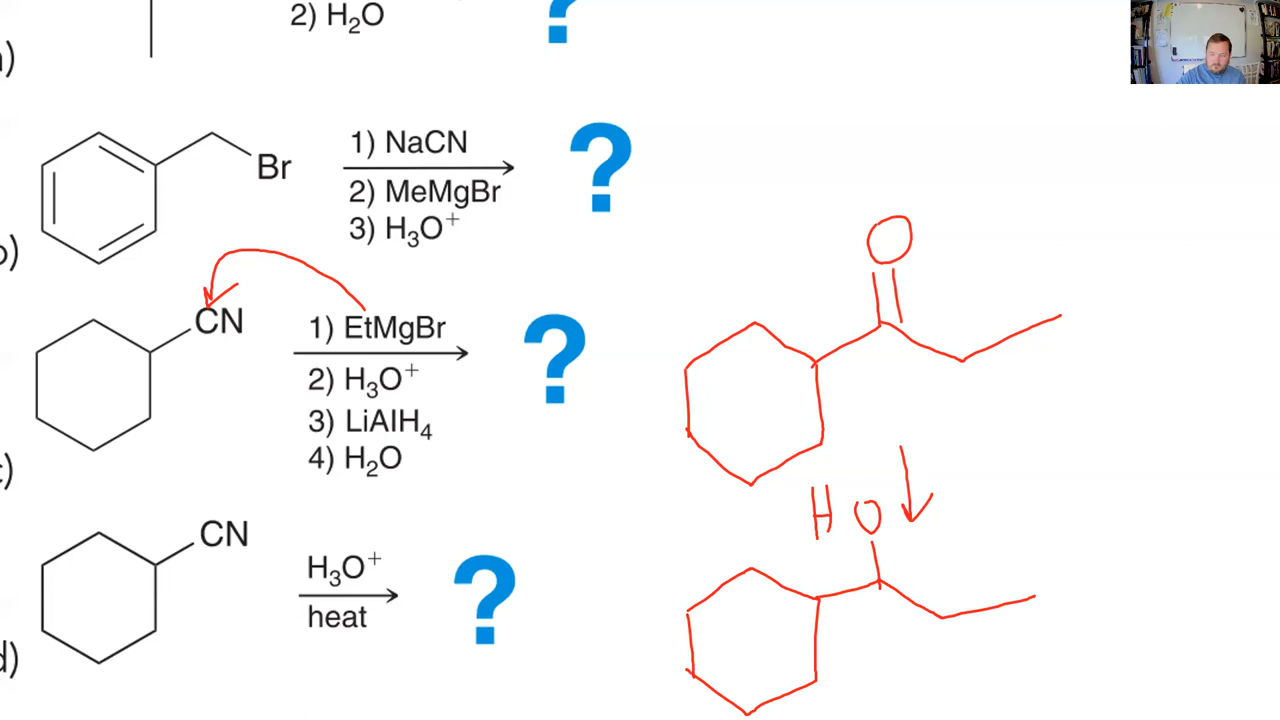 2) H₂O
?
)
Br
1) NaCN
2) MeMgBr
3) H₃O⁺
?
)
CN
1) EtMgBr
2) H₃O⁺
3) LiAlH₄
4) H₂O
?
)
O
HO
CN
H₃O⁺
heat
?
d)